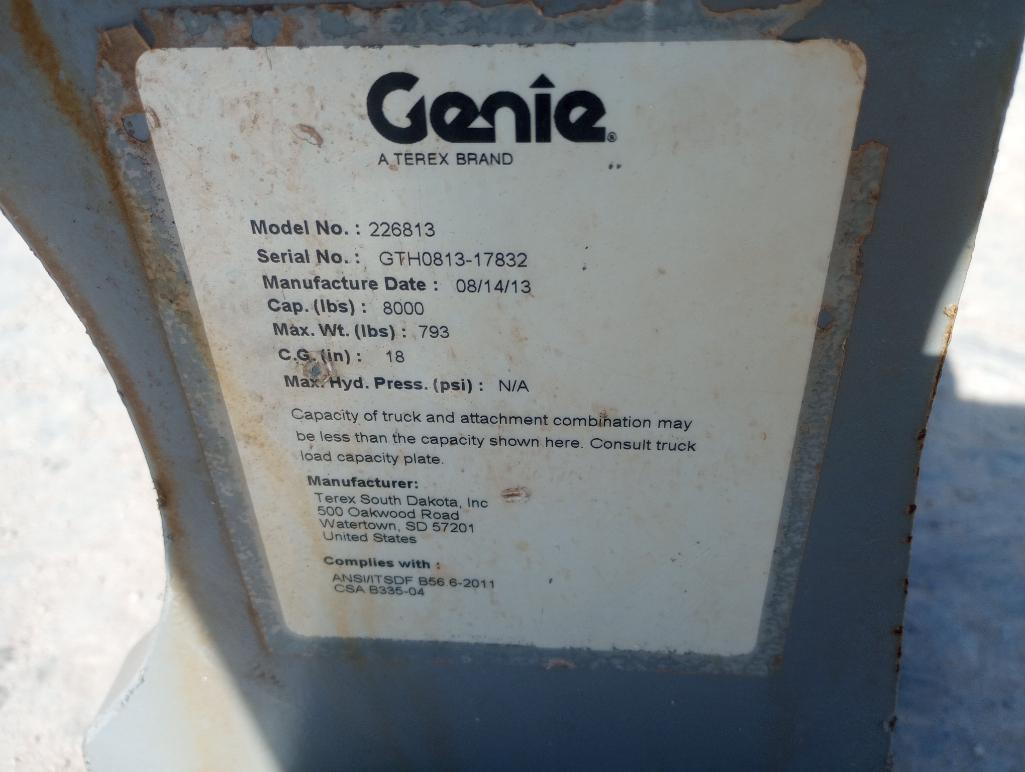 Genie®
A TEREX BRAND
Model No. : 226813
Serial No. : GTH0813-17832
Manufacture Date : 08/14/13
Cap. (lbs) : 8000
Max. Wt. (lbs) : 793
C.G. (in) : 18
Max. Hyd. Press. (psi) : N/A
Capacity of truck and attachment combination may
be less than the capacity shown here. Consult truck
load capacity plate.
Manufacturer:
Terex South Dakota, Inc
500 Oakwood Road
Watertown, SD 57201
United States
Complies with :
ANSI/ITSDF B56 6-2011
CSA B335-04